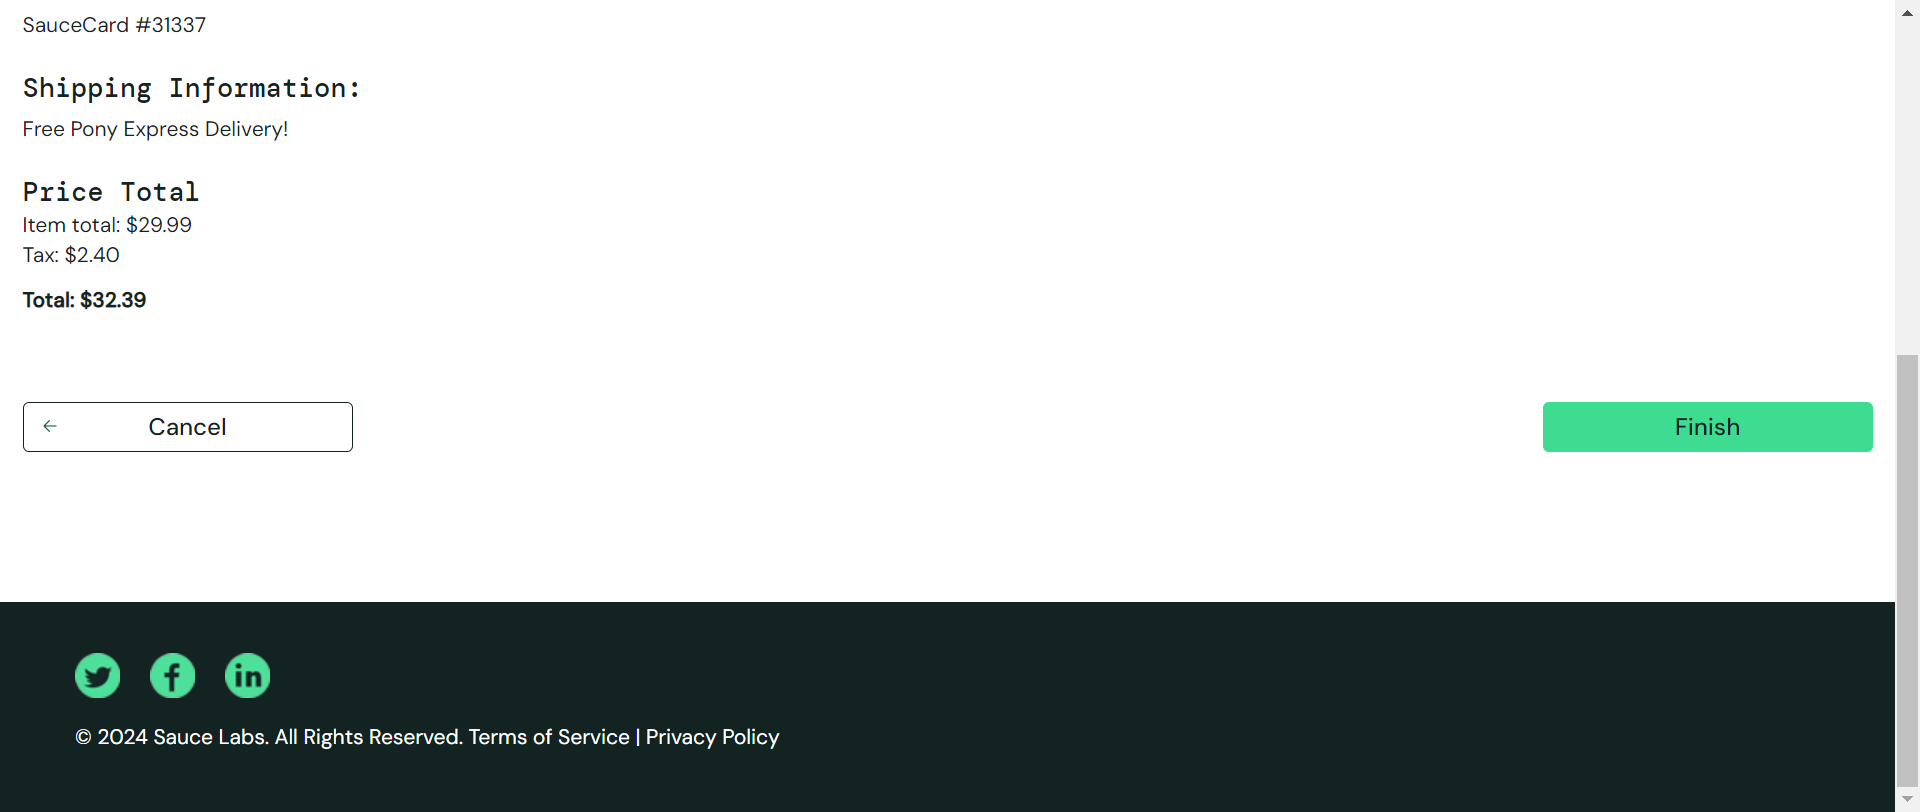 SauceCard #31337
Shipping Information:
Free Pony Express Delivery!
Price Total
Item total: $29.99
Tax: $2.40
Total: $32.39
Cancel
Finish
© 2024 Sauce Labs. All Rights Reserved. Terms of Service | Privacy Policy